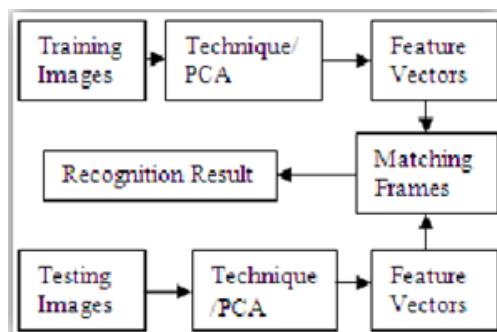 Training
Images
Technique/
PCA
Feature
Vectors
Recognition Result
Matching
Frames
Testing
Images
Technique
/PCA
Feature
Vectors